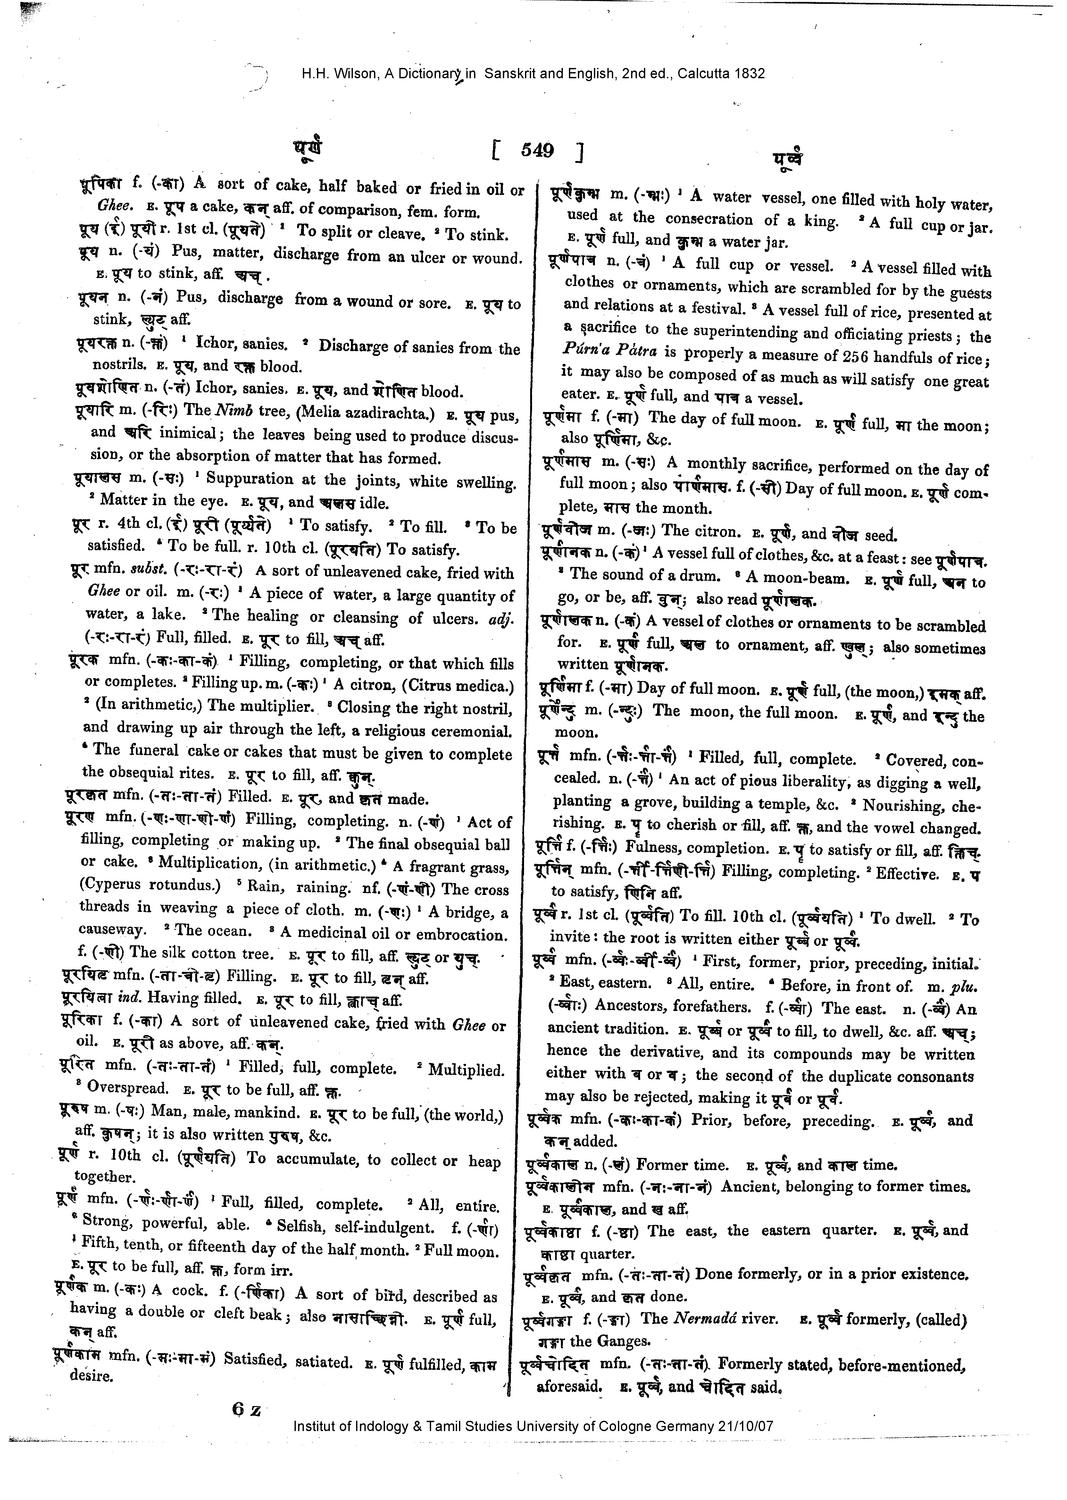 H.H. Wilson, A Dictionary in Sanskrit and English, 2nd ed., Calcutta 1832
पूर्ण [ 549 ] पूर्व्व
पूपिका f. (-का) A sort of cake, half baked or fried in oil or
Ghee. E. पूप a cake, कन् aff. of comparison, fem. form.
पूय (ई) पूयी r. 1st cl. (पूयते) ¹ To split or cleave. ² To stink.
पूय n. (-यं) Pus, matter, discharge from an ulcer or wound.
E. पूय to stink, aff. अच् .
पूयन n. (-नं) Pus, discharge from a wound or sore. E. पूय to
stink, ल्युट् aff.
पूयरक्त n. (-क्तं) ¹ Ichor, sanies. ² Discharge of sanies from the
nostrils. E. पूय, and रक्त blood.
पूयशोणित n. (-तं) Ichor, sanies. E. पूय, and शोणित blood.
पूयारि m. (-रिः) The Nimb tree, (Melia azadirachta.) E. पूय pus,
and अरि inimical; the leaves being used to produce discus-
sion, or the absorption of matter that has formed.
पूयालस m. (-सः) ¹ Suppuration at the joints, white swelling.
² Matter in the eye. E. पूय, and अलस idle.
पूर r. 4th cl. (ई) पूरी (पूर्य्यते) ¹ To satisfy. ² To fill. ³ To be
satisfied. ⁴ To be full. r. 10th cl. (पूरयति) To satisfy.
पूर mfn. subst. (-रः-रा-रं) A sort of unleavened cake, fried with
Ghee or oil. m. (-रः) ¹ A piece of water, a large quantity of
water, a lake. ² The healing or cleansing of ulcers. adj.
(-रः-रा-रं) Full, filled. E. पूर to fill, अच् aff.
पूरक mfn. (-कः-का-कं) ¹ Filling, completing, or that which fills
or completes. ² Filling up. m. (-कः) ¹ A citron, (Citrus medica.)
² (In arithmetic,) The multiplier. ³ Closing the right nostril,
and drawing up air through the left, a religious ceremonial.
⁴ The funeral cake or cakes that must be given to complete
the obsequial rites. E. पूर to fill, aff. कुन्.
पूरकृत mfn. (-तः-ता-तं) Filled. E. पूर, and कृत made.
पूरण mfn. (-णः-णा-णी-णं) Filling, completing. n. (-णं) ¹ Act of
filling, completing or making up. ² The final obsequial ball
or cake. ³ Multiplication, (in arithmetic.) ⁴ A fragrant grass,
(Cyperus rotundus.) ⁵ Rain, raining. nf. (-णं-णी) The cross
threads in weaving a piece of cloth. m. (-णः) ¹ A bridge, a
causeway. ² The ocean. ³ A medicinal oil or embrocation.
f. (-णी) The silk cotton tree. E. पूर to fill, aff. ल्युट् or युच्.
पूरयितृ mfn. (-ता-त्री-तृ) Filling. E. पूर to fill, तृन् aff.
पूरयित्वा ind. Having filled. E. पूर to fill, क्त्वाच् aff.
पूरिका f. (-का) A sort of unleavened cake, fried with Ghee or
oil. E. पूरी as above, aff. कन्.
पूरित mfn. (-तः-ता-तं) ¹ Filled, full, complete. ² Multiplied.
³ Overspread. E. पूर to be full, aff. क्त.
पूरुष m. (-षः) Man, male, mankind. E. पूर to be full, (the world,)
aff. कुषन्; it is also written पुरुष, &c.
पूर्ण r. 10th cl. (पूर्णयति) To accumulate, to collect or heap
together.
पूर्ण mfn. (-र्णः-र्णा-र्णं) ¹ Full, filled, complete. ² All, entire.
³ Strong, powerful, able. ⁴ Selfish, self-indulgent. f. (-र्णा)
¹ Fifth, tenth, or fifteenth day of the half month. ² Full moon.
E. पूर to be full, aff. क्त, form irr.
पूर्णक m. (-कः) A cock. f. (-र्णिका) A sort of bird, described as
having a double or cleft beak; also नासाच्छिन्नी. E. पूर्ण full,
कन् aff.
पूर्णकाम mfn. (-मः-मा-मं) Satisfied, satiated. E. पूर्ण fulfilled, काम
desire.
6 Z
पूर्णकुम्भ m. (-म्भः) ¹ A water vessel, one filled with holy water,
used at the consecration of a king. ² A full cup or jar.
E. पूर्ण full, and कुम्भ a water jar.
पूर्णपात्र n. (-त्रं) ¹ A full cup or vessel. ² A vessel filled with
clothes or ornaments, which are scrambled for by the guests
and relations at a festival. ³ A vessel full of rice, presented at
a sacrifice to the superintending and officiating priests; the
Púrn'a Pátra is properly a measure of 256 handfuls of rice;
it may also be composed of as much as will satisfy one great
eater. E. पूर्ण full, and पात्र a vessel.
पूर्णमा f. (-मा) The day of full moon. E. पूर्ण full, मा the moon;
also पूर्णिमा, &c.
पूर्णमास m. (-सः) A monthly sacrifice, performed on the day of
full moon; also पौर्णमास. f. (-सी) Day of full moon. E. पूर्ण com-
plete, मास the month.
पूर्णवीज m. (-जः) The citron. E. पूर्ण, and वीज seed.
पूर्णानक n. (-कं) ¹ A vessel full of clothes, &c. at a feast: see पूर्णपात्र.
² The sound of a drum. ³ A moon-beam. E. पूर्ण full, अन to
go, or be, aff. वुन्; also read पूर्णालक.
पूर्णालक n. (-कं) A vessel of clothes or ornaments to be scrambled
for. E. पूर्ण full, अल to ornament, aff. ण्वुल्; also sometimes
written पूर्णानक.
पूर्णिमा f. (-मा) Day of full moon. E. पूर्ण full, (the moon,) इमक् aff.
पूर्णेन्दु m. (-न्दुः) The moon, the full moon. E. पूर्ण, and इन्दु the
moon.
पूर्त्त mfn. (-र्त्तः-र्त्ता-र्त्तं) ¹ Filled, full, complete. ² Covered, con-
cealed. n. (-र्त्तं) ¹ An act of pious liberality, as digging a well,
planting a grove, building a temple, &c. ² Nourishing, che-
rishing. E. पॄ to cherish or fill, aff. क्त, and the vowel changed.
पूर्त्ति f. (-र्त्तिः) Fulness, completion. E. पॄ to satisfy or fill, aff. क्तिच्.
पूर्त्तिन् mfn. (-र्त्ती-र्त्तिणी-र्त्ति) Filling, completing. ² Effective. E. पॄ
to satisfy, णिनि aff.
पूर्व्व r. 1st cl. (पूर्व्वति) To fill. 10th cl. (पूर्व्वयति) ¹ To dwell. ² To
invite: the root is written either पूर्ब्ब or पूर्व्व.
पूर्व्व mfn. (-र्व्वः-र्व्वा-र्व्वं) ¹ First, former, prior, preceding, initial.
² East, eastern. ³ All, entire. ⁴ Before, in front of. m. plu.
(-र्व्वाः) Ancestors, forefathers. f. (-र्व्वा) The east. n. (-र्व्वं) An
ancient tradition. E. पूर्ब्ब or पूर्व्व to fill, to dwell, &c. aff. अच्;
hence the derivative, and its compounds may be written
either with ब or व; the second of the duplicate consonants
may also be rejected, making it पूर्ब or पूर्व.
पूर्व्वक mfn. (-कः-का-कं) Prior, before, preceding. E. पूर्व्व, and
कन् added.
पूर्व्वकाल n. (-लं) Former time. E. पूर्व्व, and काल time.
पूर्व्वकालीन mfn. (-नः-ना-नं) Ancient, belonging to former times.
E. पूर्व्वकाल, and ख aff.
पूर्व्वकाष्ठा f. (-ष्ठा) The east, the eastern quarter. E. पूर्व्व, and
काष्ठा quarter.
पूर्व्वकृत mfn. (-तः-ता-तं) Done formerly, or in a prior existence.
E. पूर्व्व, and कृत done.
पूर्व्वगङ्गा f. (-ङ्गा) The Nermadá river. E. पूर्व्व formerly, (called)
गङ्गा the Ganges.
पूर्व्वचोदित mfn. (-तः-ता-तं). Formerly stated, before-mentioned,
aforesaid. E. पूर्व्व, and चोदित said.
Institut of Indology & Tamil Studies University of Cologne Germany 21/10/07